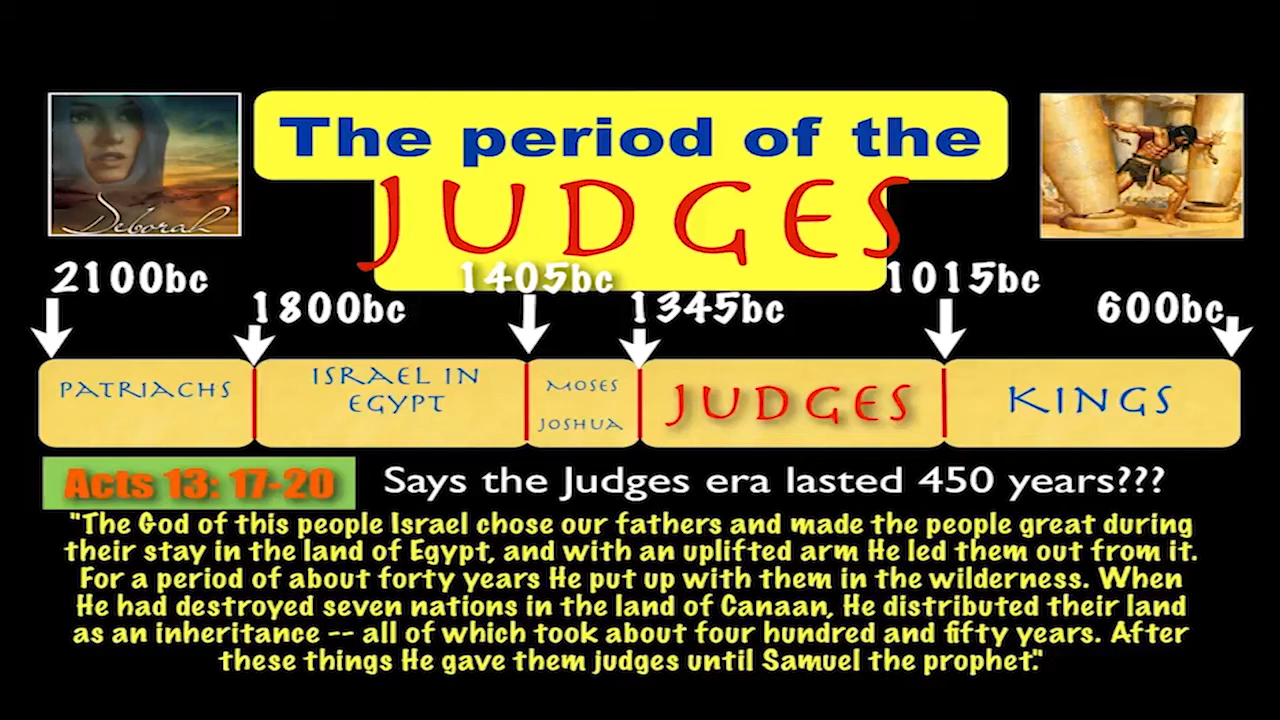 The period of the
JUDGES
Deborah
2100bc
1800bc
1405bc
1345bc
1015bc
600bc
PATRIACHS
ISRAEL IN
EGYPT
MOSES
JOSHUA
JUDGES
KINGS
Acts 13: 17-20
Says the Judges era lasted 450 years???
"The God of this people Israel chose our fathers and made the people great during
their stay in the land of Egypt, and with an uplifted arm He led them out from it.
For a period of about forty years He put up with them in the wilderness. When
He had destroyed seven nations in the land of Canaan, He distributed their land
as an inheritance -- all of which took about four hundred and fifty years. After
these things He gave them judges until Samuel the prophet."